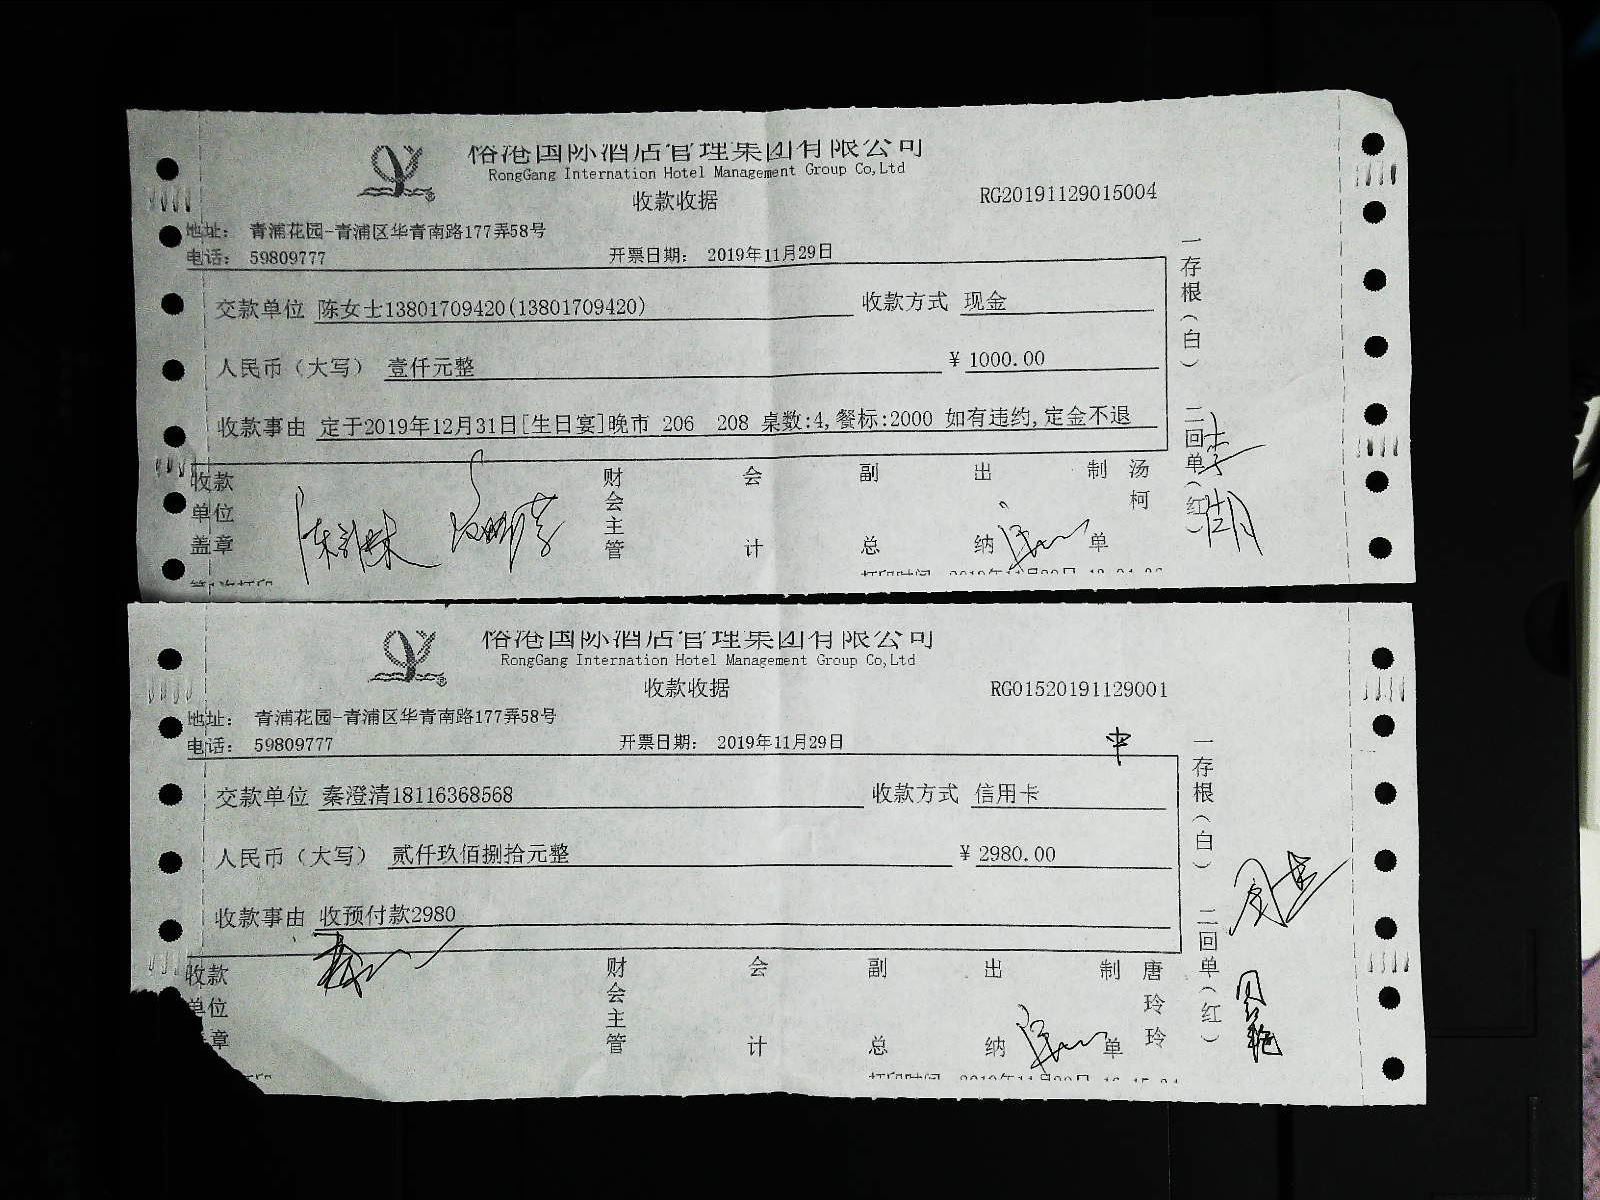 俗港国际酒店管理集团有限公司
RongGang Internation Hotel Management Group Co,Ltd
收款收据
RG20191129015004
地址： 青浦花园-青浦区华青南路177弄58号
电话： 59809777
开票日期： 2019年11月29日
交款单位 陈女士13801709420(13801709420)
收款方式 现金
人民币（大写） 壹仟元整
¥ 1000.00
收款事由 定于2019年12月31日[生日宴]晚市 206 208 桌数:4,餐标:2000 如有违约,定金不退
收款单位盖章
财会主管
会计
副总
出纳
制单
汤柯
一存根（白）
二回单（红）
俗港国际酒店管理集团有限公司
RongGang Internation Hotel Management Group Co,Ltd
收款收据
RG01520191129001
地址： 青浦花园-青浦区华青南路177弄58号
电话： 59809777
开票日期： 2019年11月29日
交款单位 秦澄清18116368568
收款方式 信用卡
人民币（大写） 贰仟玖佰捌拾元整
¥ 2980.00
收款事由 收预付款2980
收款单位章
财会主管
会计
副总
出纳
制单
唐玲玲
一存根（白）
二回单（红）